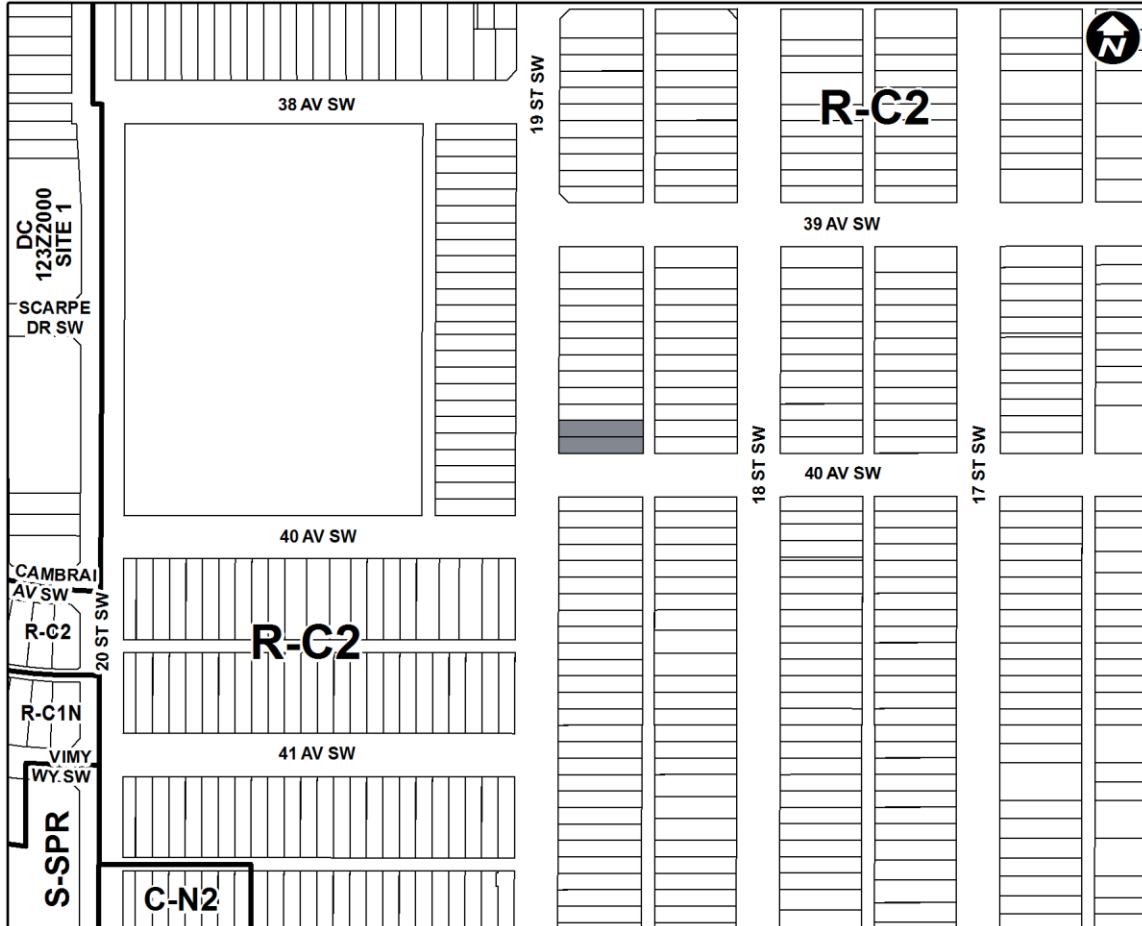 N
38 AV SW
19 ST SW
R-C2
DC
123Z2000
SITE 1
39 AV SW
SCARPE
DR SW
18 ST SW
40 AV SW
17 ST SW
40 AV SW
CAMBRAI
AV SW
R-C2
20 ST SW
R-C2
R-C1N
VIMY
WY SW
41 AV SW
S-SPR
C-N2